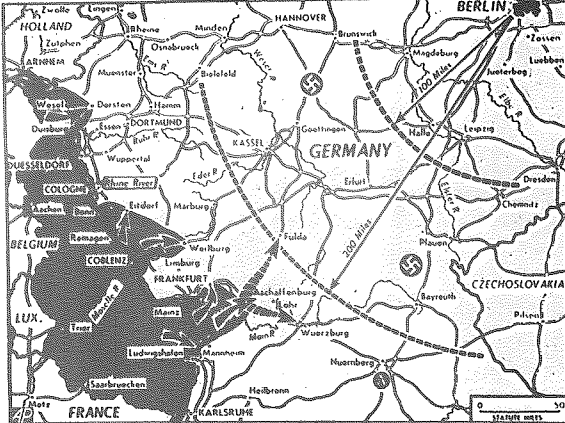 Zwolle
Lingen
HANNOVER
BERLIN
HOLLAND
Rheine
Minden
Brunswick
Zossen
Zutphen
Osnabrueck
Magdeburg
Luebben
ARNHEM
Ems R
Weser R
Jueterbog
Muenster
Bielefeld
100 Miles
Elbe R
Wesel
Dorsten
Hamm
Duisburg
Essen
DORTMUND
Goettingen
Halle
Leipzig
Ruhr R
KASSEL
GERMANY
DUESSELDORF
Wuppertal
Eder R
Dresden
COLOGNE
Rhine River
Erfurt
Chemnitz
Aachen
Bonn
Eitdorf
Marburg
BELGIUM
Remagen
Weilburg
Fulda
200 Miles
Plauen
COBLENZ
Limburg
FRANKFURT
CZECHOSLOVAKIA
Moselle R
Aschaffenburg
Lohr
Bayreuth
LUX.
Mainz
Pilsen
Trier
Main R
Wuerzburg
Ludwigshafen
Mannheim
Nuernberg
Saarbruecken
Heilbronn
Metz
FRANCE
KARLSRUHE
0 50
STATUTE MILES